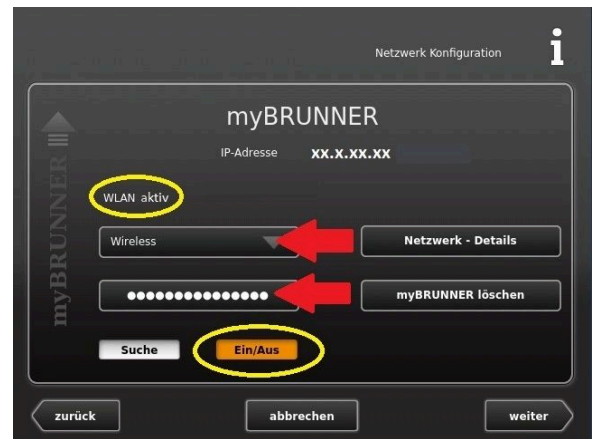 Netzwerk Konfiguration
i
myBRUNNER
IP-Adresse xx.x.xx.xx
WLAN aktiv
Wireless
Netzwerk - Details
●●●●●●●●●●●●●●●
myBRUNNER löschen
Suche
Ein/Aus
myBRUNNER
zurück
abbrechen
weiter